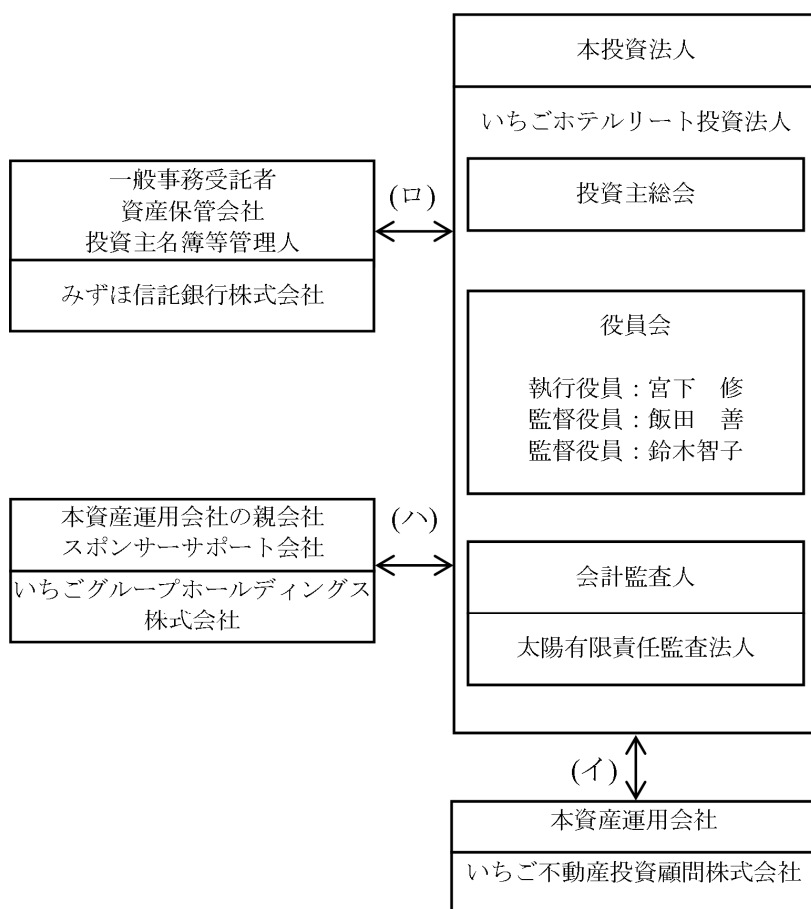 本投資法人
いちごホテルリート投資法人
投資主総会
役員会
執行役員：宮下　修
監督役員：飯田　善
監督役員：鈴木智子
会計監査人
太陽有限責任監査法人
一般事務受託者
資産保管会社
投資主名簿等管理人
みずほ信託銀行株式会社
(ロ)
本資産運用会社の親会社
スポンサーサポート会社
いちごグループホールディングス
株式会社
(ハ)
(イ)
本資産運用会社
いちご不動産投資顧問株式会社